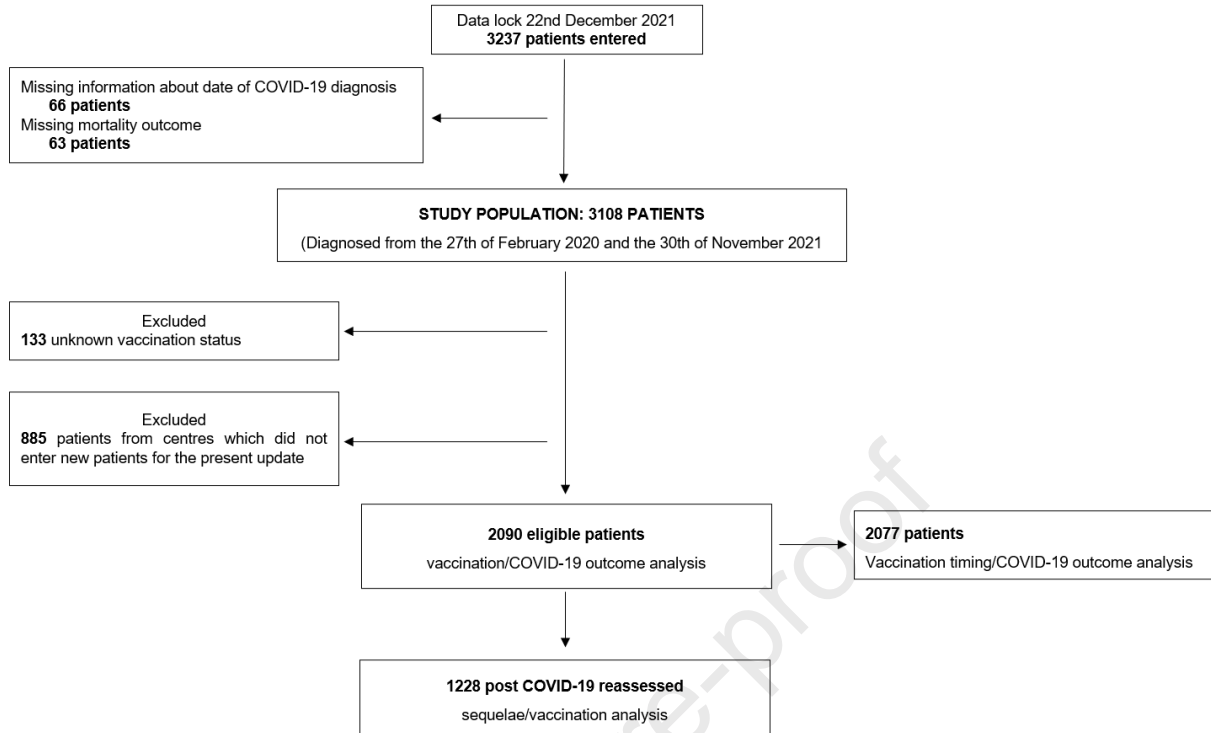 Data lock 22nd December 2021
3237 patients entered
Missing information about date of COVID-19 diagnosis
66 patients
Missing mortality outcome
63 patients
STUDY POPULATION: 3108 PATIENTS
(Diagnosed from the 27th of February 2020 and the 30th of November 2021
Excluded
133 unknown vaccination status
Excluded
885 patients from centres which did not
enter new patients for the present update
2090 eligible patients
vaccination/COVID-19 outcome analysis
2077 patients
Vaccination timing/COVID-19 outcome analysis
1228 post COVID-19 reassessed
sequelae/vaccination analysis
re-proof